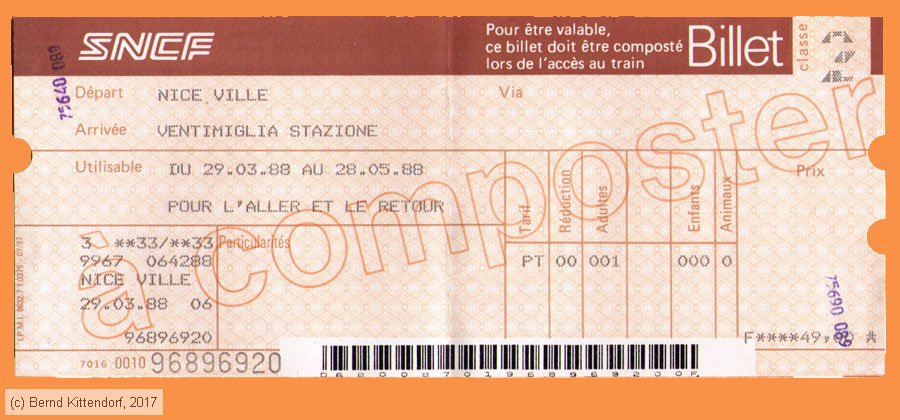 SNCF
Pour être valable,
ce billet doit être composté
lors de l'accès au train
Billet
classe
2
Départ NICE VILLE Via
Arrivée VENTIMIGLIA STAZIONE
Utilisable DU 29.03.88 AU 28.05.88 Prix
POUR L'ALLER ET LE RETOUR
à composter
Tarif Réduction Adultes Enfants Animaux
PT 00 001 000 0
3 **33/**33 Particularités
9967 064288
NICE VILLE
29.03.88 06
96896920
7016 0010 96896920
(c) Bernd Kittendorf, 2017